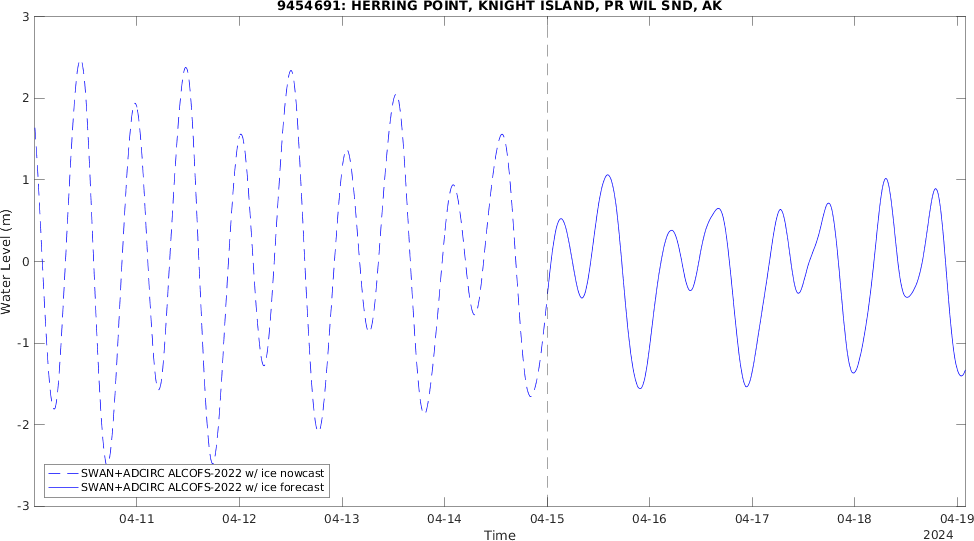 9454691: HERRING POINT, KNIGHT ISLAND, PR WIL SND, AK
3
2
1
0
-1
-2
-3
Water Level (m)
SWAN+ADCIRC ALCOFS-2022 w/ ice nowcast
SWAN+ADCIRC ALCOFS-2022 w/ ice forecast
04-11 04-12 04-13 04-14 04-15 04-16 04-17 04-18 04-19
Time
2024